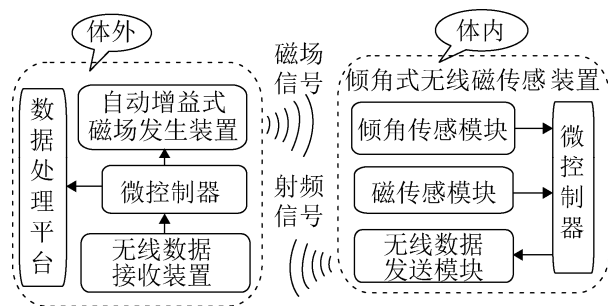 体外
体内
磁场
信号
数据处理平台
自动增益式
磁场发生装置
微控制器
无线数据
接收装置
射频
信号
倾角式无线磁传感装置
倾角传感模块
磁传感模块
无线数据
发送模块
微控制器